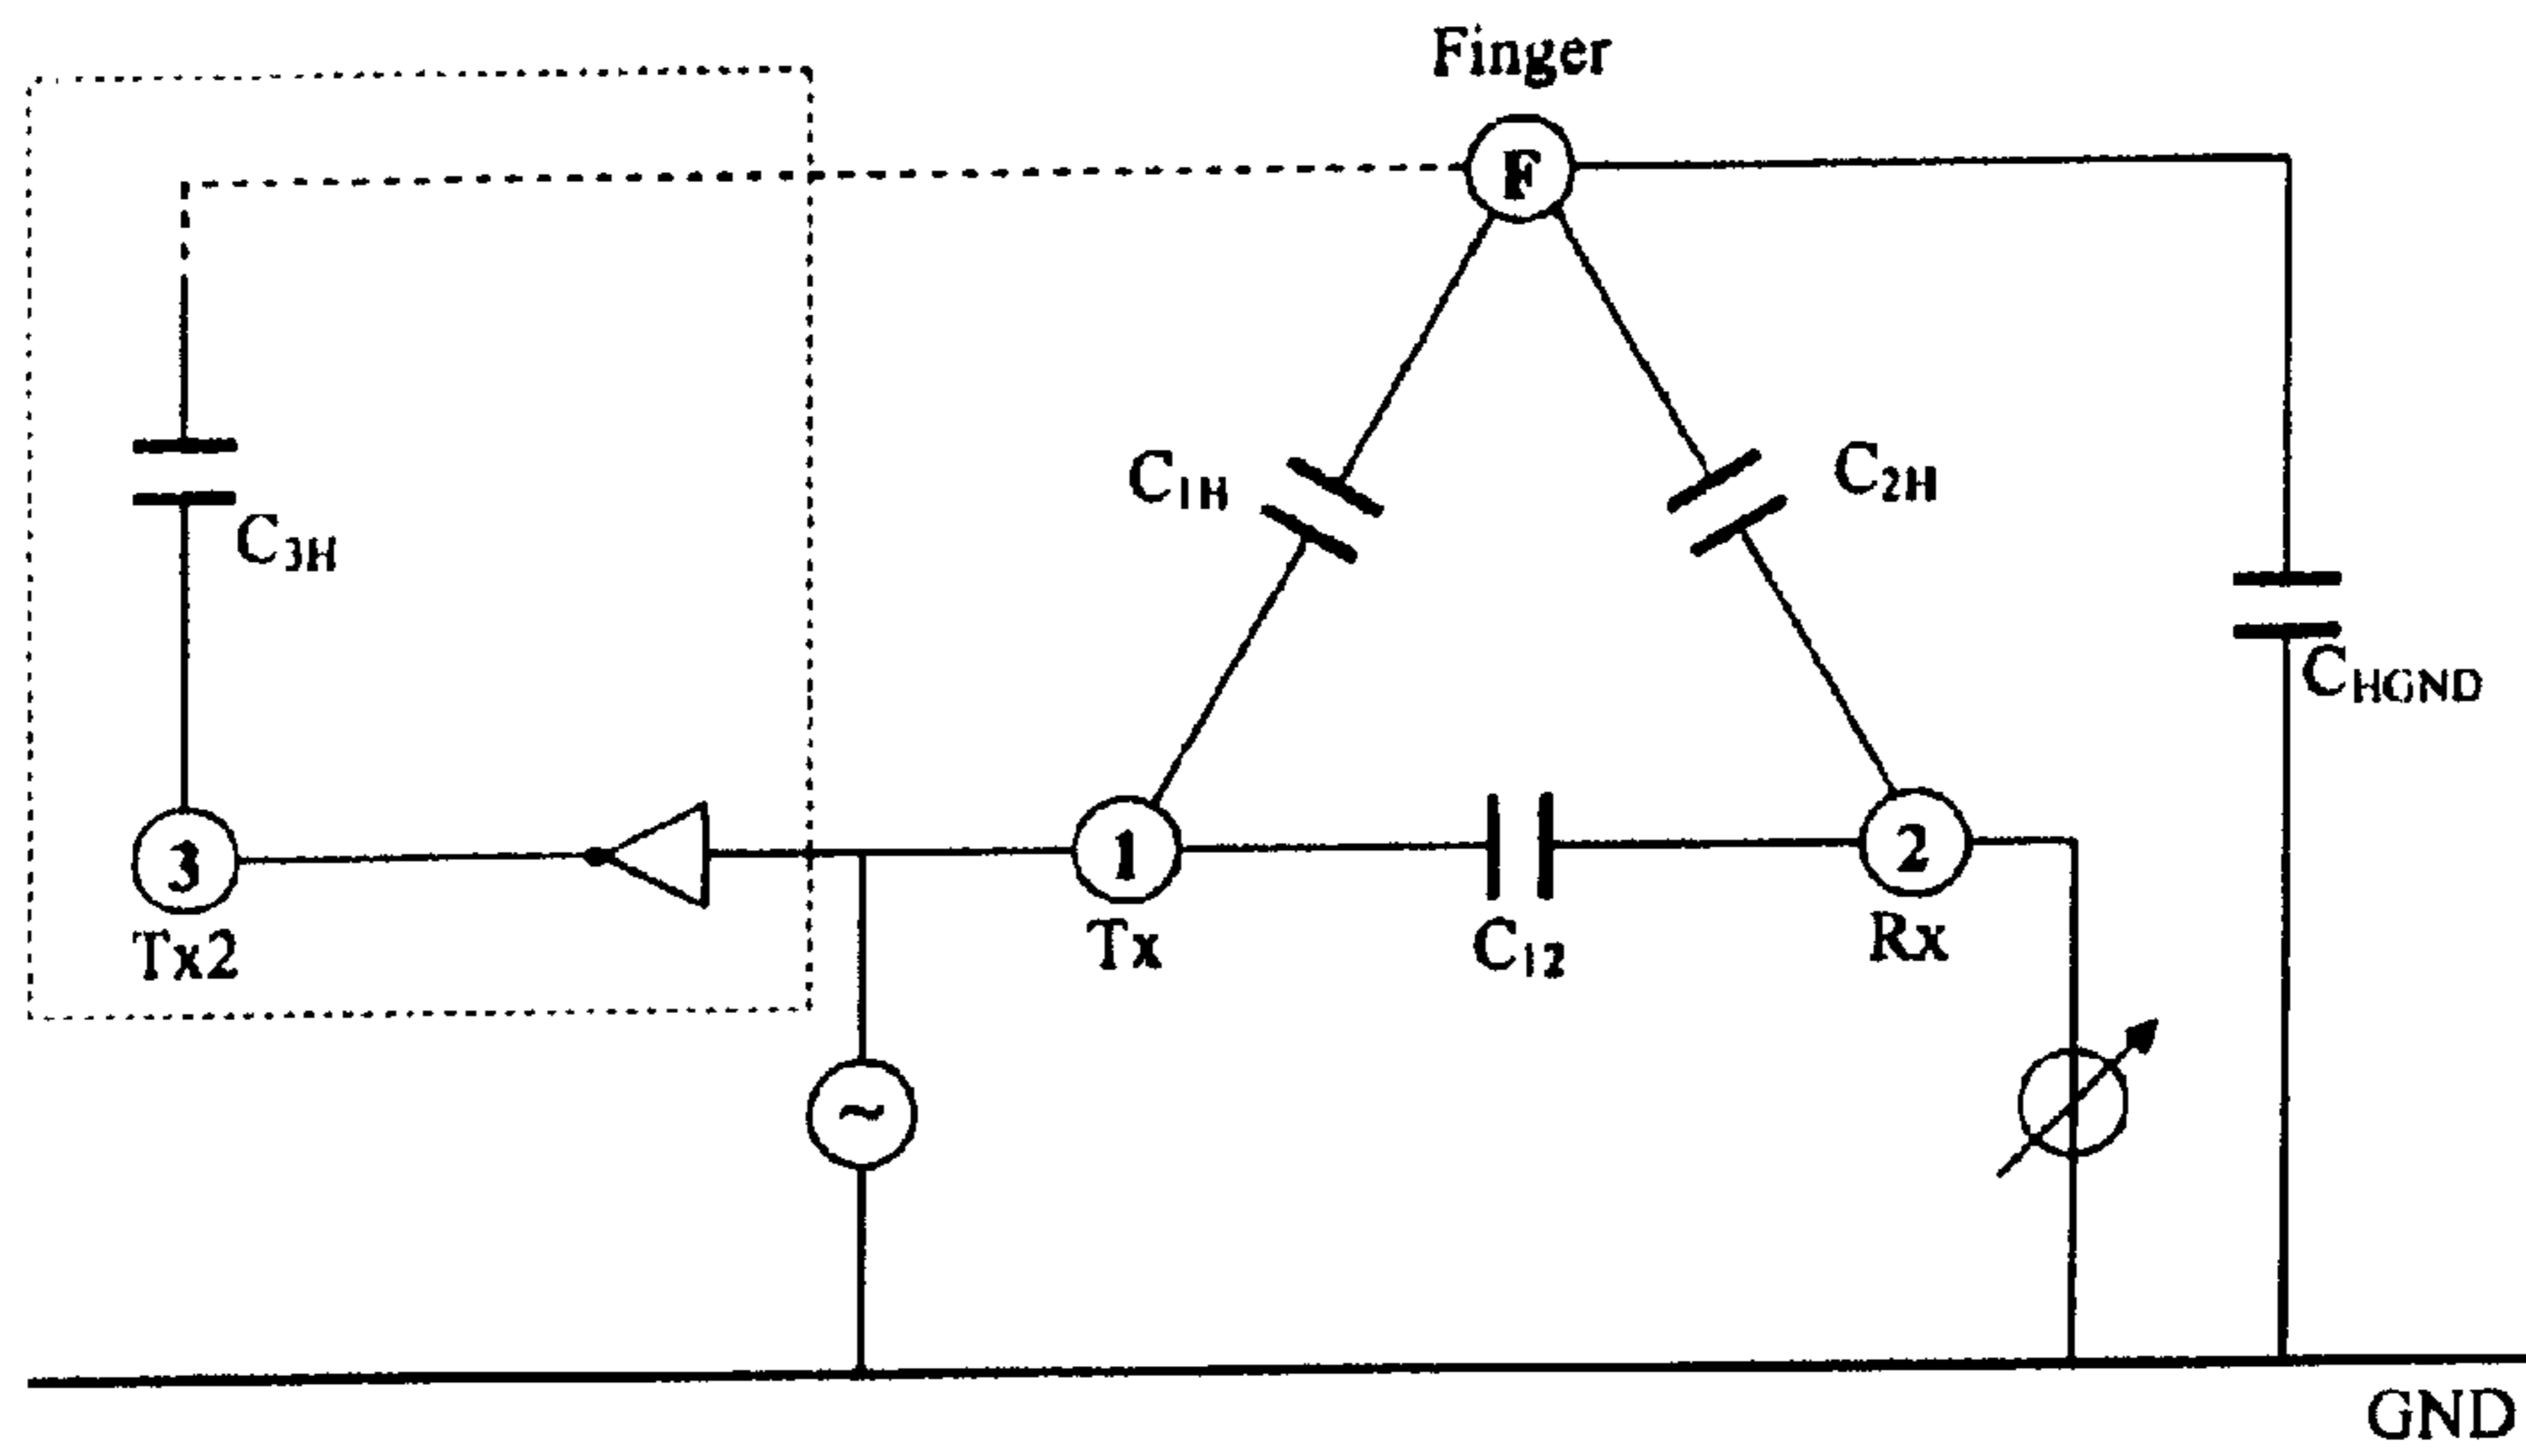 Finger
F
C1H
C2H
C3H
CHGND
3
1
2
Tx2
Tx
C12
Rx
~
GND